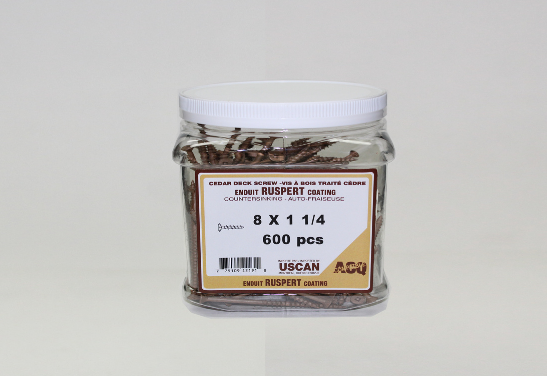 CEDAR DECK SCREW -VIS À BOIS TRAITÉ CÈDRE
ENDUIT RUSPERT COATING
COUNTERSINKING - AUTO-FRAISEUSE
8 X 1 1/4
600 pcs
USCAN
ACQ
ENDUIT RUSPERT COATING